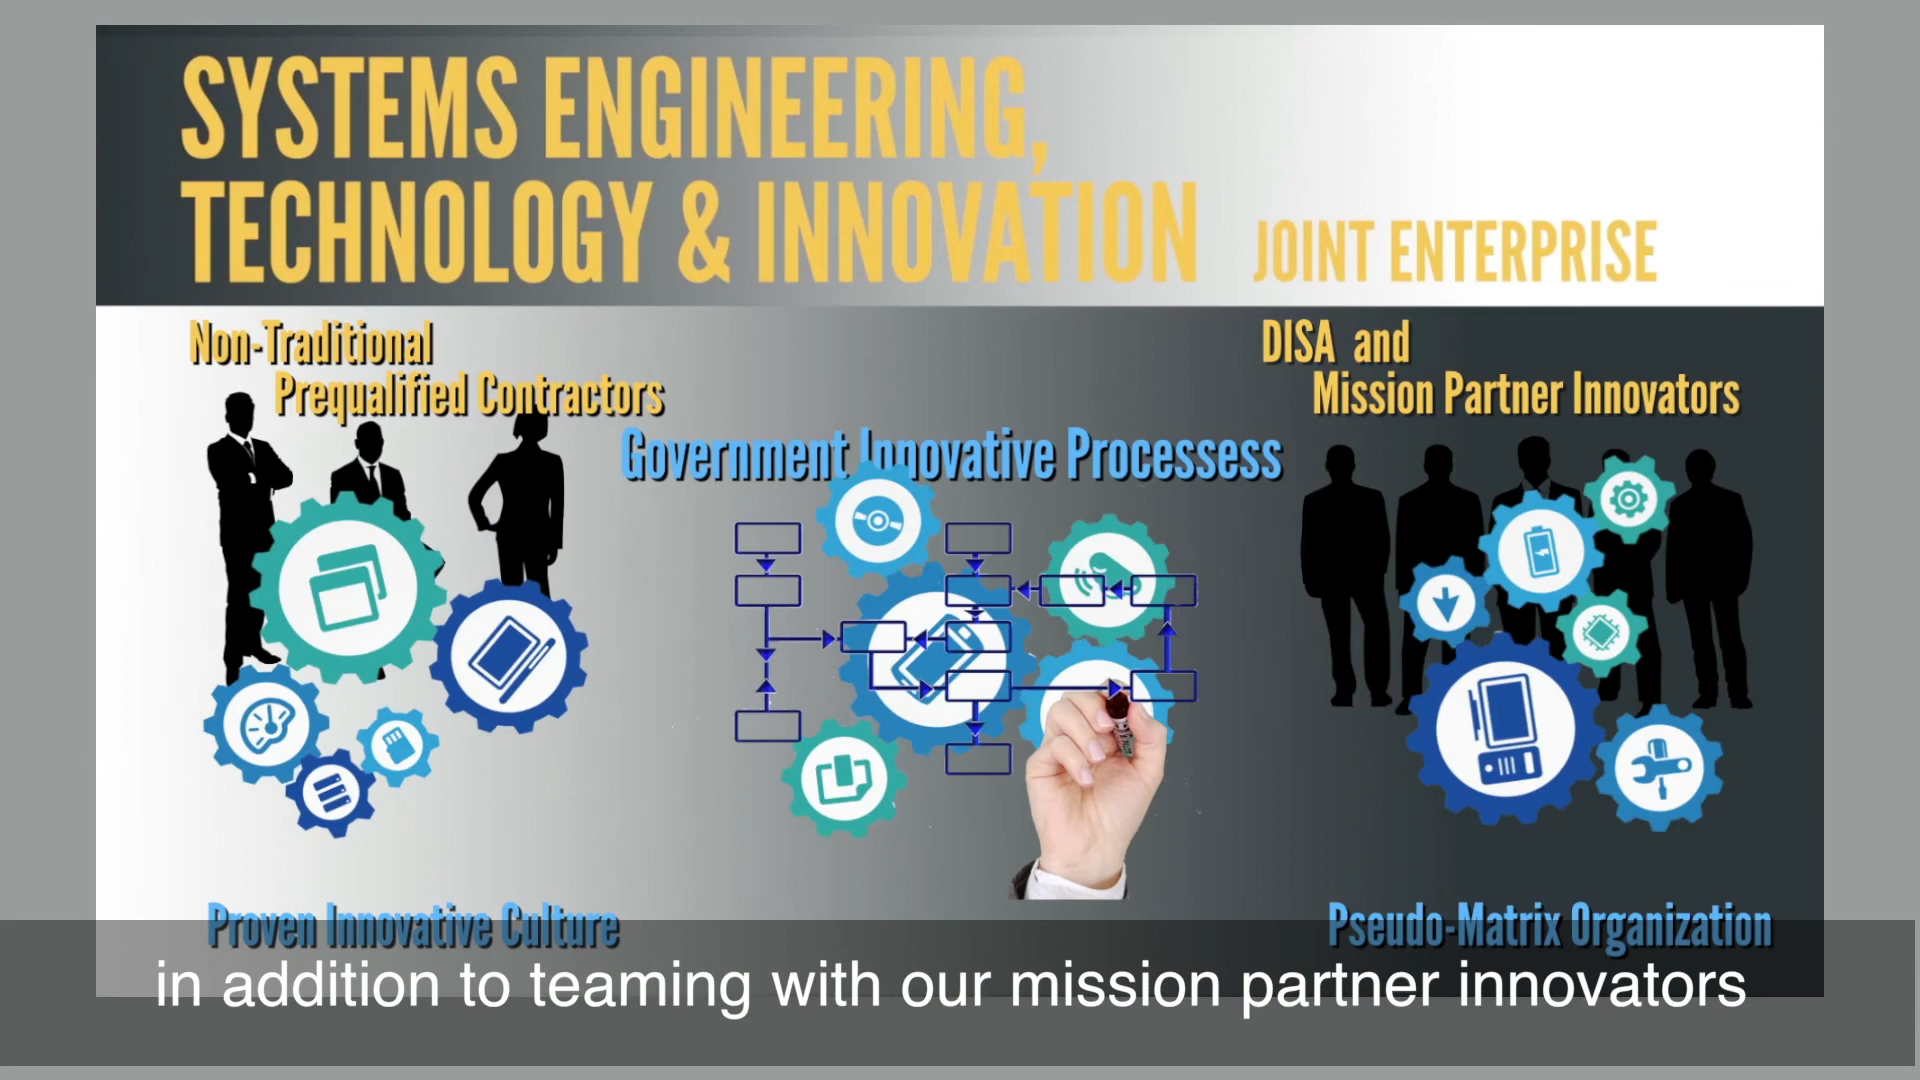 SYSTEMS ENGINEERING,
TECHNOLOGY & INNOVATION JOINT ENTERPRISE
Non-Traditional
Prequalified Contractors
DISA and
Mission Partner Innovators
Government Innovative Processess
Proven Innovative Culture
Pseudo-Matrix Organization
in addition to teaming with our mission partner innovators